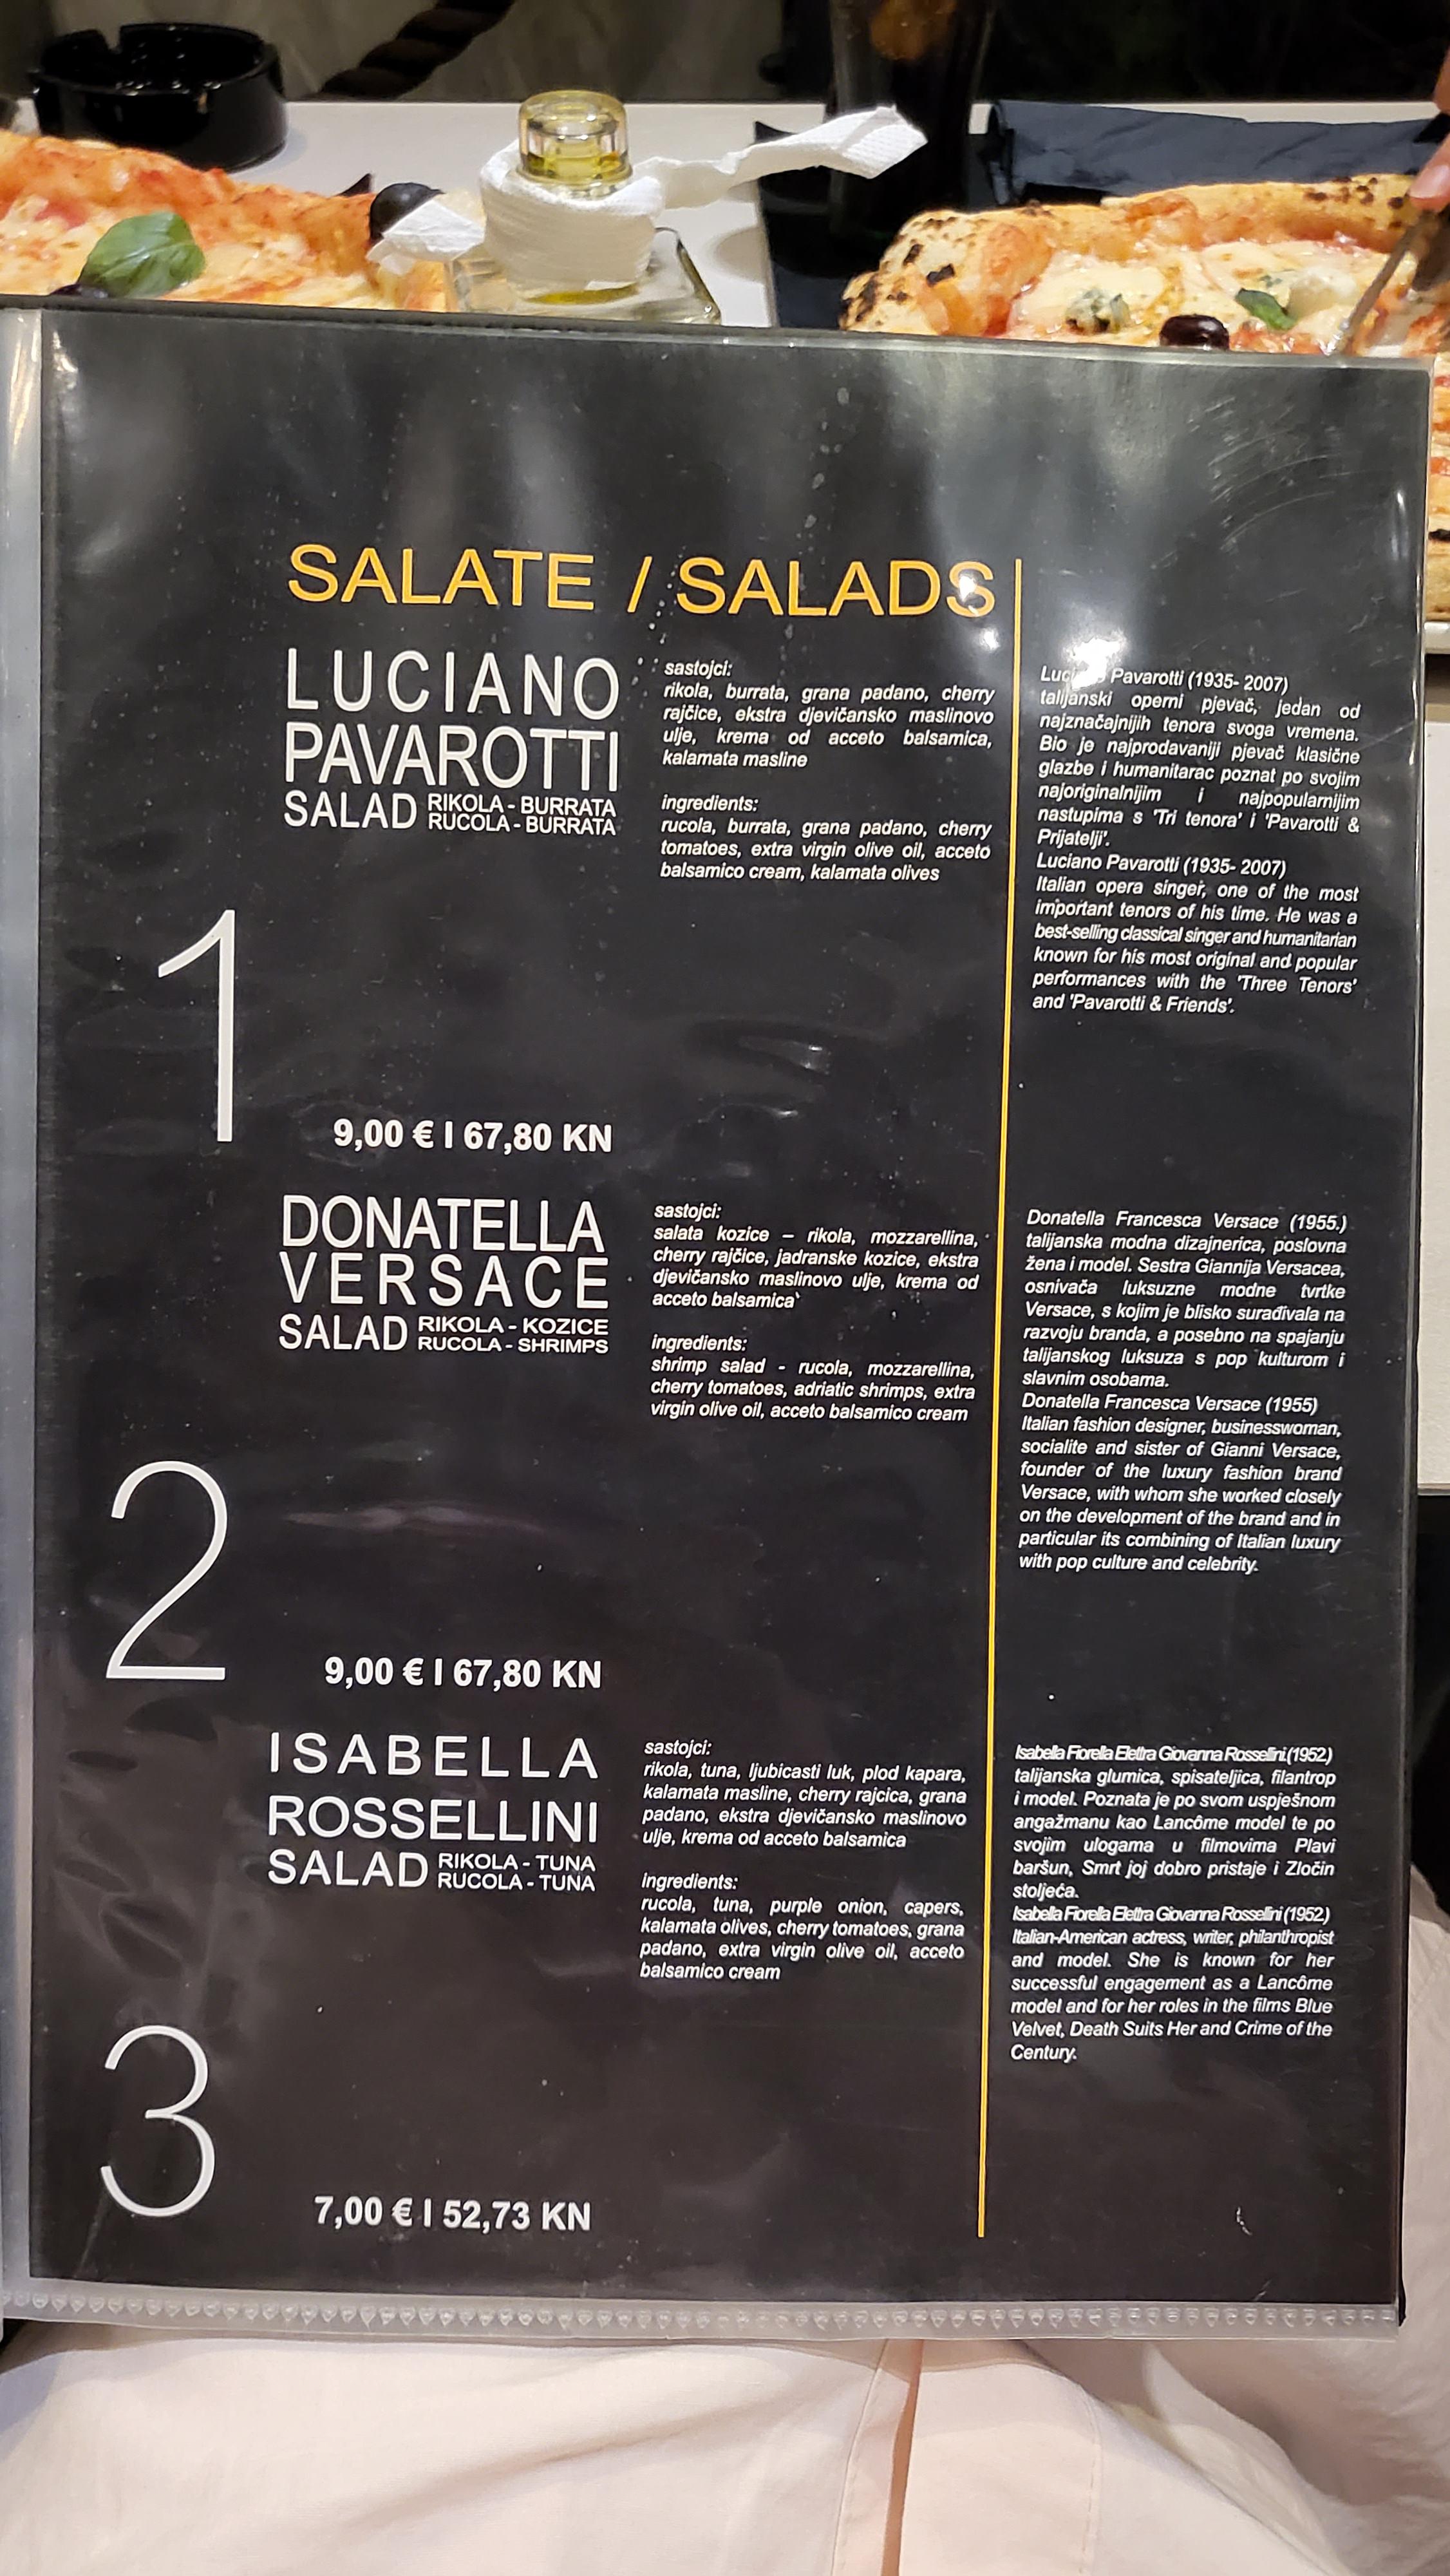 SALATE / SALADS
LUCIANO
PAVAROTTI
SALAD RIKOLA - BURRATA
RUCOLA - BURRATA
sastojci:
rikola, burrata, grana padano, cherry
rajčice, ekstra djevičansko maslinovo
ulje, krema od acceto balsamica,
kalamata masline
ingredients:
rucola, burrata, grana padano, cherry
tomatoes, extra virgin olive oil, acceto
balsamico cream, kalamata olives
Luciano Pavarotti (1935- 2007)
talijanski operni pjevač, jedan od
najznačajnijih tenora svoga vremena.
Bio je najprodavaniji pjevač klasične
glazbe i humanitarac poznat po svojim
najoriginalnijim i najpopularnijim
nastupima s 'Tri tenora' i 'Pavarotti &
Prijatelji'.
Luciano Pavarotti (1935- 2007)
Italian opera singer, one of the most
important tenors of his time. He was a
best-selling classical singer and humanitarian
known for his most original and popular
performances with the 'Three Tenors'
and 'Pavarotti & Friends'.
1
9,00 € I 67,80 KN
DONATELLA
VERSACE
SALAD RIKOLA - KOZICE
RUCOLA - SHRIMPS
sastojci:
salata kozice – rikola, mozzarellina,
cherry rajčice, jadranske kozice, ekstra
djevičansko maslinovo ulje, krema od
acceto balsamica`
ingredients:
shrimp salad - rucola, mozzarellina,
cherry tomatoes, adriatic shrimps, extra
virgin olive oil, acceto balsamico cream
Donatella Francesca Versace (1955.)
talijanska modna dizajnerica, poslovna
žena i model. Sestra Giannija Versacea,
osnivača luksuzne modne tvrtke
Versace, s kojim je blisko surađivala na
razvoju branda, a posebno na spajanju
talijanskog luksuza s pop kulturom i
slavnim osobama.
Donatella Francesca Versace (1955)
Italian fashion designer, businesswoman,
socialite and sister of Gianni Versace,
founder of the luxury fashion brand
Versace, with whom she worked closely
on the development of the brand and in
particular its combining of Italian luxury
with pop culture and celebrity.
2
9,00 € I 67,80 KN
ISABELLA
ROSSELLINI
SALAD RIKOLA - TUNA
RUCOLA - TUNA
sastojci:
rikola, tuna, ljubicasti luk, plod kapara,
kalamata masline, cherry rajcica, grana
padano, ekstra djevičansko maslinovo
ulje, krema od acceto balsamica
ingredients:
rucola, tuna, purple onion, capers,
kalamata olives, cherry tomatoes, grana
padano, extra virgin olive oil, acceto
balsamico cream
Isabella Fiorella Elettra Giovanna Rossellini (1952)
talijanska glumica, spisateljica, filantrop
i model. Poznata je po svom uspješnom
angažmanu kao Lancôme model te po
svojim ulogama u filmovima Plavi
baršun, Smrt joj dobro pristaje i Zločin
stoljeća.
Isabella Fiorella Elettra Giovanna Rossellini (1952)
Italian-American actress, writer, philanthropist
and model. She is known for her
successful engagement as a Lancôme
model and for her roles in the films Blue
Velvet, Death Suits Her and Crime of the
Century.
3
7,00 € I 52,73 KN